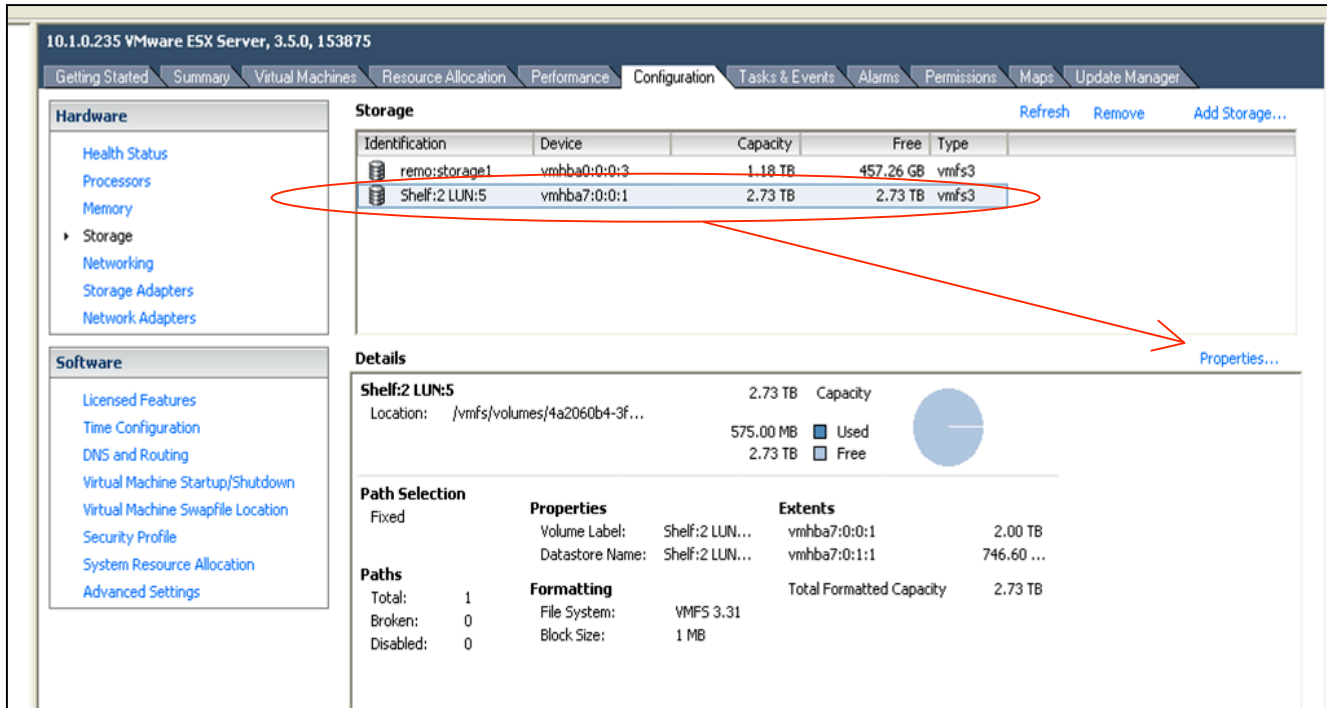 10.1.0.235 VMware ESX Server, 3.5.0, 153875
Getting Started Summary Virtual Machines Resource Allocation Performance Configuration Tasks & Events Alarms Permissions Maps Update Manager
Hardware
Health Status
Processors
Memory
Storage
Networking
Storage Adapters
Network Adapters
Software
Licensed Features
Time Configuration
DNS and Routing
Virtual Machine Startup/Shutdown
Virtual Machine Swapfile Location
Security Profile
System Resource Allocation
Advanced Settings
Storage Refresh Remove Add Storage...
Identification Device Capacity Free Type
remo:storage1 vmhba0:0:0:3 1.18 TB 457.26 GB vmfs3
Shelf:2 LUN:5 vmhba7:0:0:1 2.73 TB 2.73 TB vmfs3
Details Properties...
Shelf:2 LUN:5 2.73 TB Capacity
Location: /vmfs/volumes/4a2060b4-3f...
575.00 MB Used
2.73 TB Free
Path Selection
Fixed
Paths
Total: 1
Broken: 0
Disabled: 0
Properties
Volume Label: Shelf:2 LUN...
Datastore Name: Shelf:2 LUN...
Formatting
File System: VMFS 3.31
Block Size: 1 MB
Extents
vmhba7:0:0:1 2.00 TB
vmhba7:0:1:1 746.60 ...
Total Formatted Capacity 2.73 TB